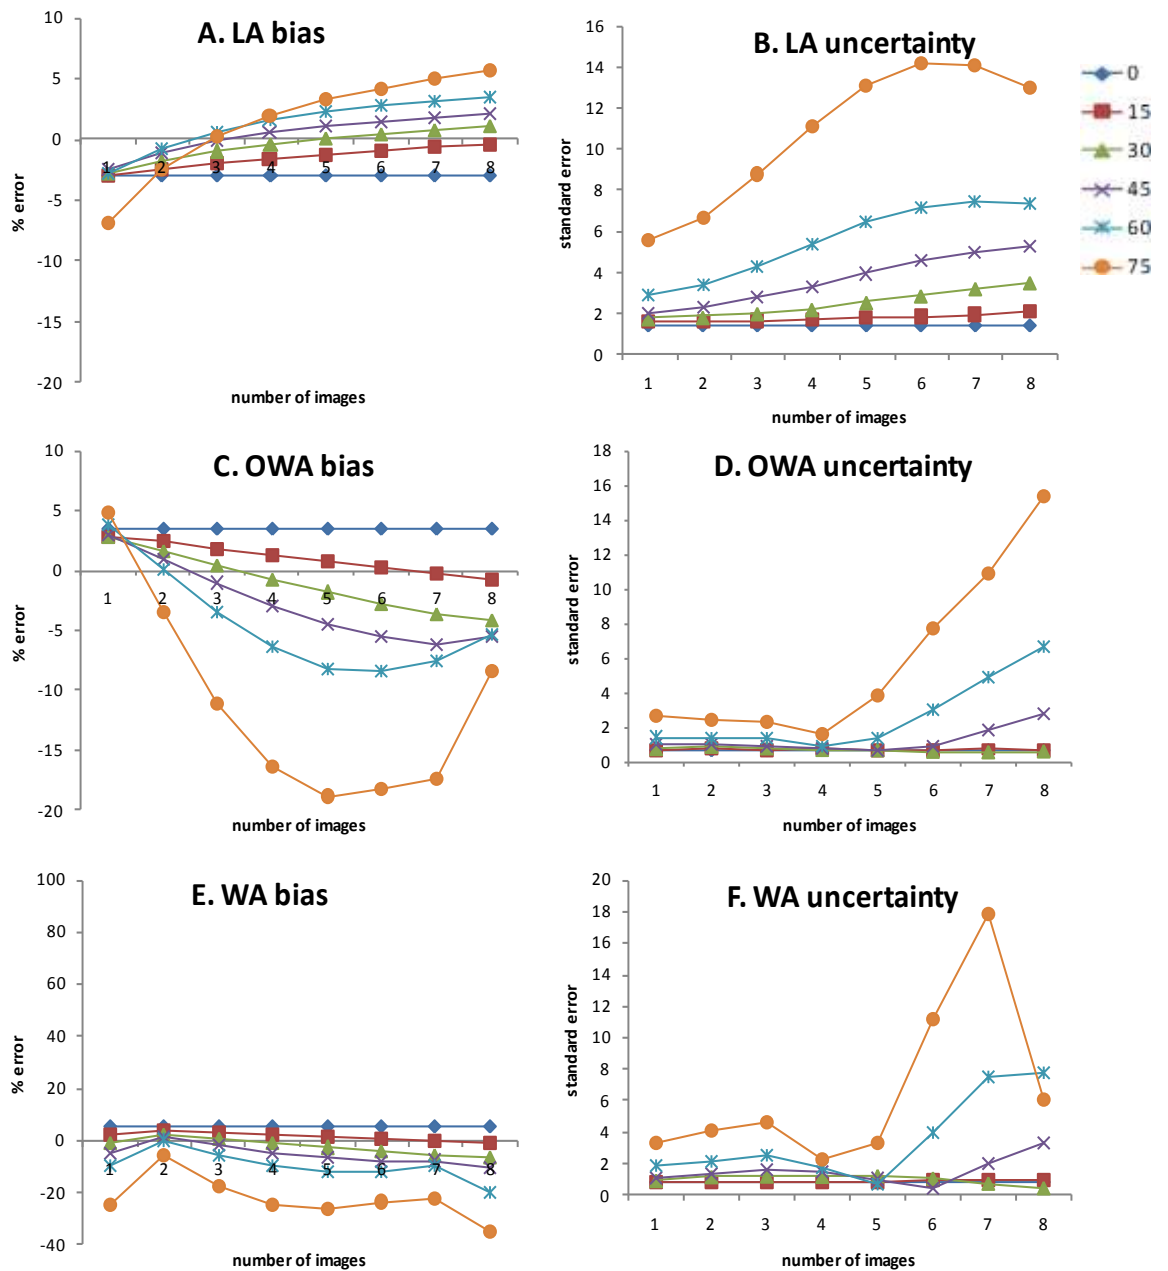 A. LA bias
10
5
0
-5
-10
-15
-20
% error
1 2 3 4 5 6 7 8
number of images
B. LA uncertainty
16
14
12
10
8
6
4
2
0
standard error
1 2 3 4 5 6 7 8
number of images
0
15
30
45
60
75
C. OWA bias
10
5
0
-5
-10
-15
-20
% error
1 2 3 4 5 6 7 8
number of images
D. OWA uncertainty
18
16
14
12
10
8
6
4
2
0
standard error
1 2 3 4 5 6 7 8
number of images
E. WA bias
100
80
60
40
20
0
-20
-40
% error
1 2 3 4 5 6 7 8
number of images
F. WA uncertainty
20
18
16
14
12
10
8
6
4
2
0
standard error
1 2 3 4 5 6 7 8
number of images